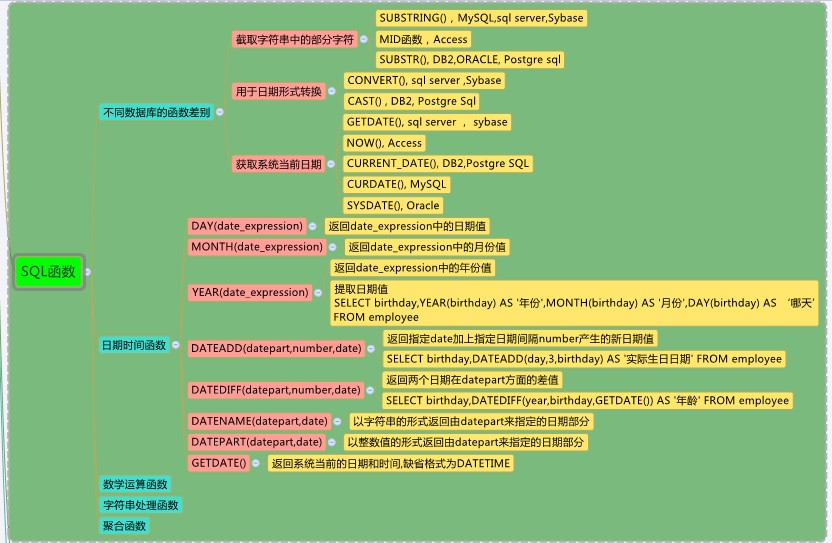 SQL函数
不同数据库的函数差别
截取字符串中的部分字符
SUBSTRING() , MySQL,sql server,Sybase
MID函数 , Access
SUBSTR(), DB2,ORACLE, Postgre sql
用于日期形式转换
CONVERT(), sql server ,Sybase
CAST() , DB2, Postgre Sql
获取系统当前日期
GETDATE(), sql server , sybase
NOW(), Access
CURRENT_DATE(), DB2,Postgre SQL
CURDATE(), MySQL
SYSDATE(), Oracle
日期时间函数
DAY(date_expression)
返回date_expression中的日期值
MONTH(date_expression)
返回date_expression中的月份值
YEAR(date_expression)
返回date_expression中的年份值
提取日期值
SELECT birthday,YEAR(birthday) AS '年份',MONTH(birthday) AS '月份',DAY(birthday) AS ‘哪天’
FROM employee
DATEADD(datepart,number,date)
返回指定date加上指定日期间隔number产生的新日期值
SELECT birthday,DATEADD(day,3,birthday) AS '实际生日日期' FROM employee
DATEDIFF(datepart,number,date)
返回两个日期在datepart方面的差值
SELECT birthday,DATEDIFF(year,birthday,GETDATE()) AS '年龄' FROM employee
DATENAME(datepart,date)
以字符串的形式返回由datepart来指定的日期部分
DATEPART(datepart,date)
以整数值的形式返回由datepart来指定的日期部分
GETDATE()
返回系统当前的日期和时间,缺省格式为DATETIME
数学运算函数
字符串处理函数
聚合函数